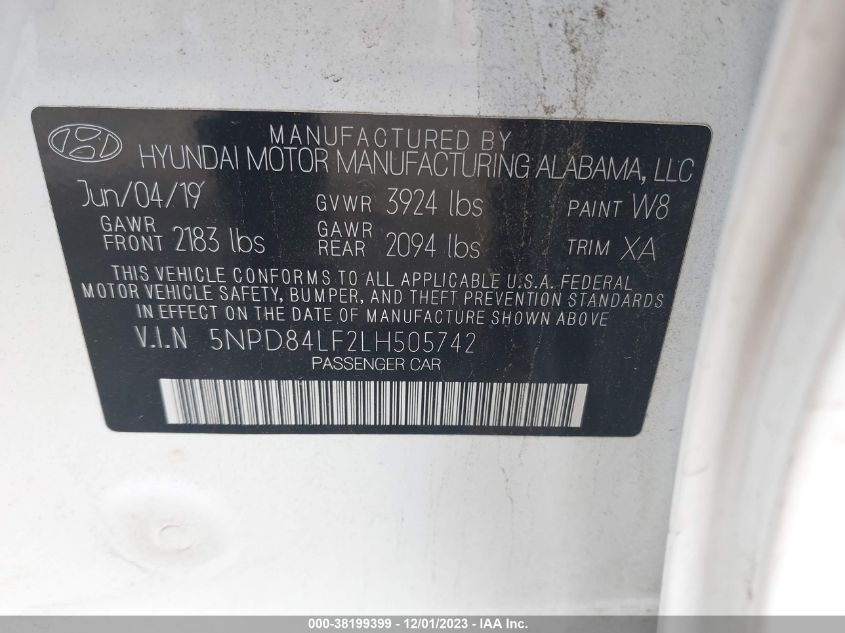 MANUFACTURED BY
HYUNDAI MOTOR MANUFACTURING ALABAMA, LLC
Jun/04/19 GVWR 3924 lbs PAINT W8
GAWR FRONT 2183 lbs GAWR REAR 2094 lbs TRIM XA
THIS VEHICLE CONFORMS TO ALL APPLICABLE U.S.A. FEDERAL
MOTOR VEHICLE SAFETY, BUMPER, AND THEFT PREVENTION STANDARDS
IN EFFECT ON THE DATE OF MANUFACTURE SHOWN ABOVE.
V.I.N 5NPD84LF2LH505742
PASSENGER CAR
000-38199399 - 12/01/2023 - IAA Inc.